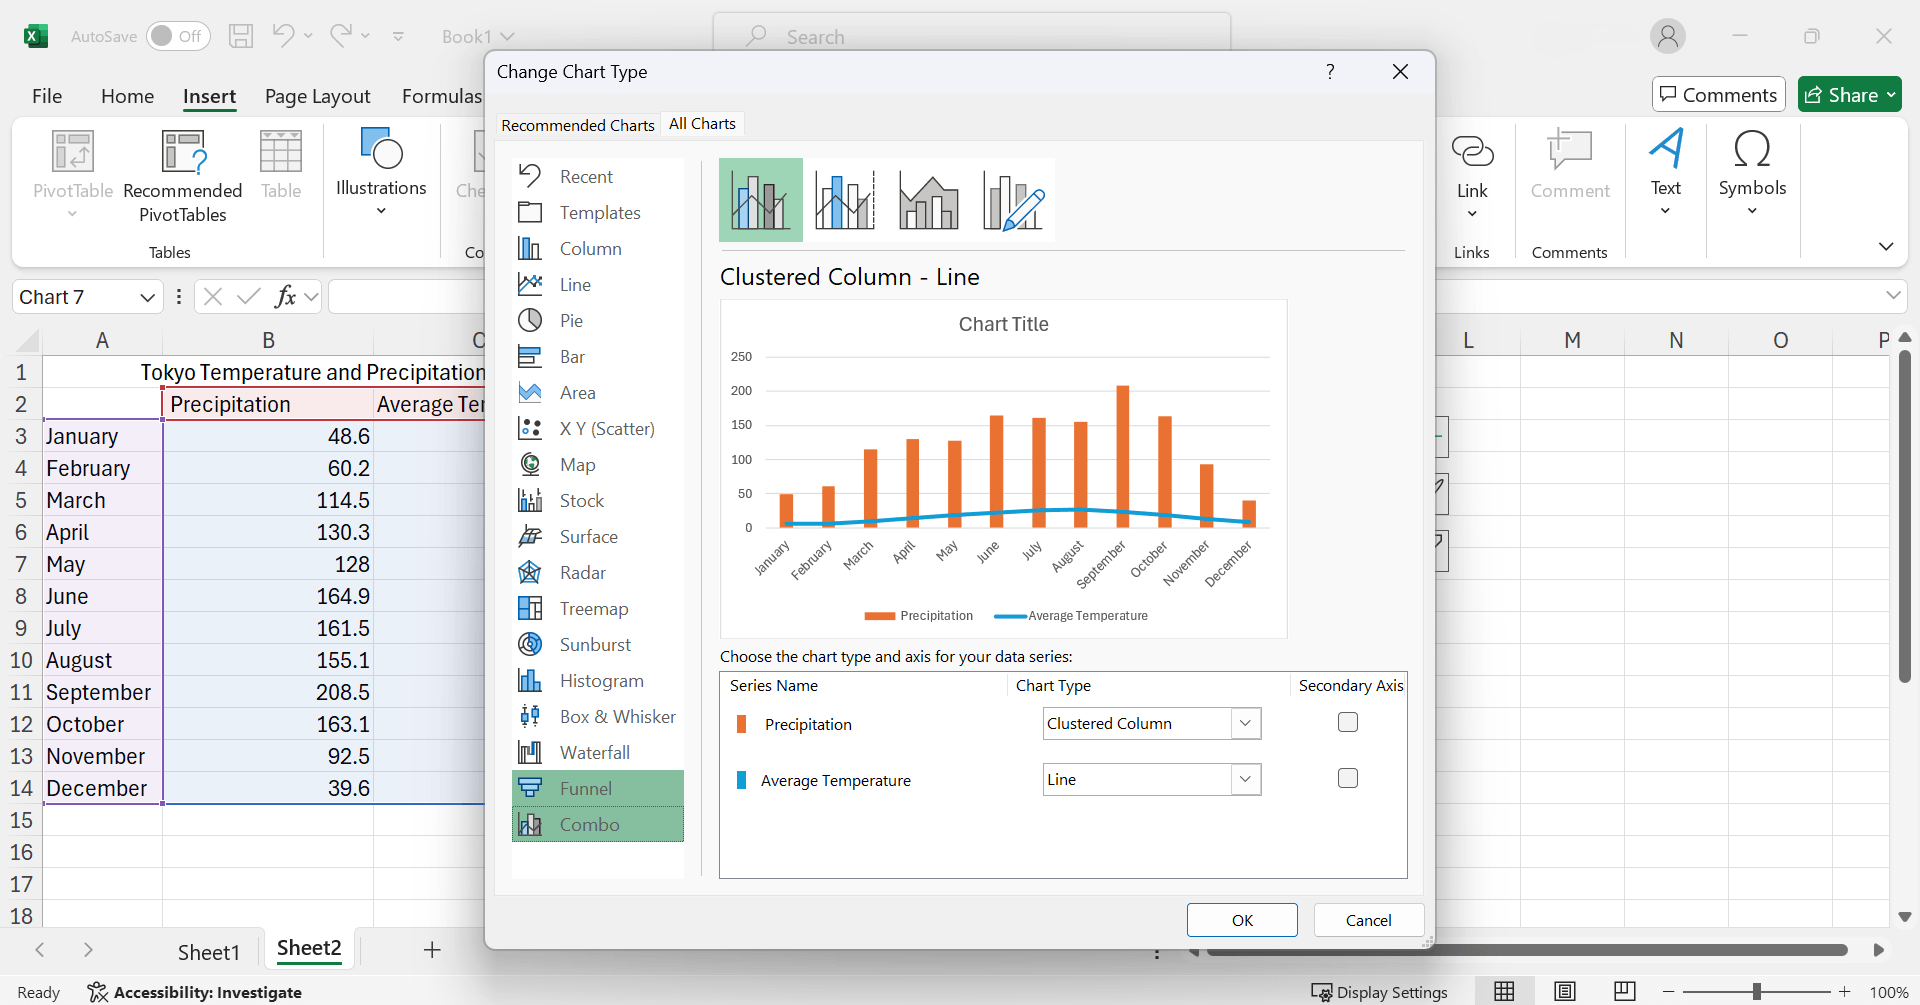 AutoSave Off Book1 Search
Change Chart Type ?
File Home Insert Page Layout Formulas Comments Share
Recommended Charts All Charts
PivotTable Recommended PivotTables Table Illustrations
Tables
Link Comment Text Symbols
Links Comments
Chart 7 fx
A B C L M N O P
1 Tokyo Temperature and Precipitation
2 Precipitation
3 January 48.6
4 February 60.2
5 March 114.5
6 April 130.3
7 May 128
8 June 164.9
9 July 161.5
10 August 155.1
11 September 208.5
12 October 163.1
13 November 92.5
14 December 39.6
15
16
17
18
Recent
Templates
Column
Line
Pie
Bar
Area
X Y (Scatter)
Map
Stock
Surface
Radar
Treemap
Sunburst
Histogram
Box & Whisker
Waterfall
Funnel
Combo
Clustered Column - Line
Chart Title
250
200
150
100
50
0
January February March April May June July August September October November December
Precipitation Average Temperature
Choose the chart type and axis for your data series:
Series Name Chart Type Secondary Axis
Precipitation Clustered Column
Average Temperature Line
OK Cancel
Sheet1 Sheet2
Ready Accessibility: Investigate Display Settings 100%